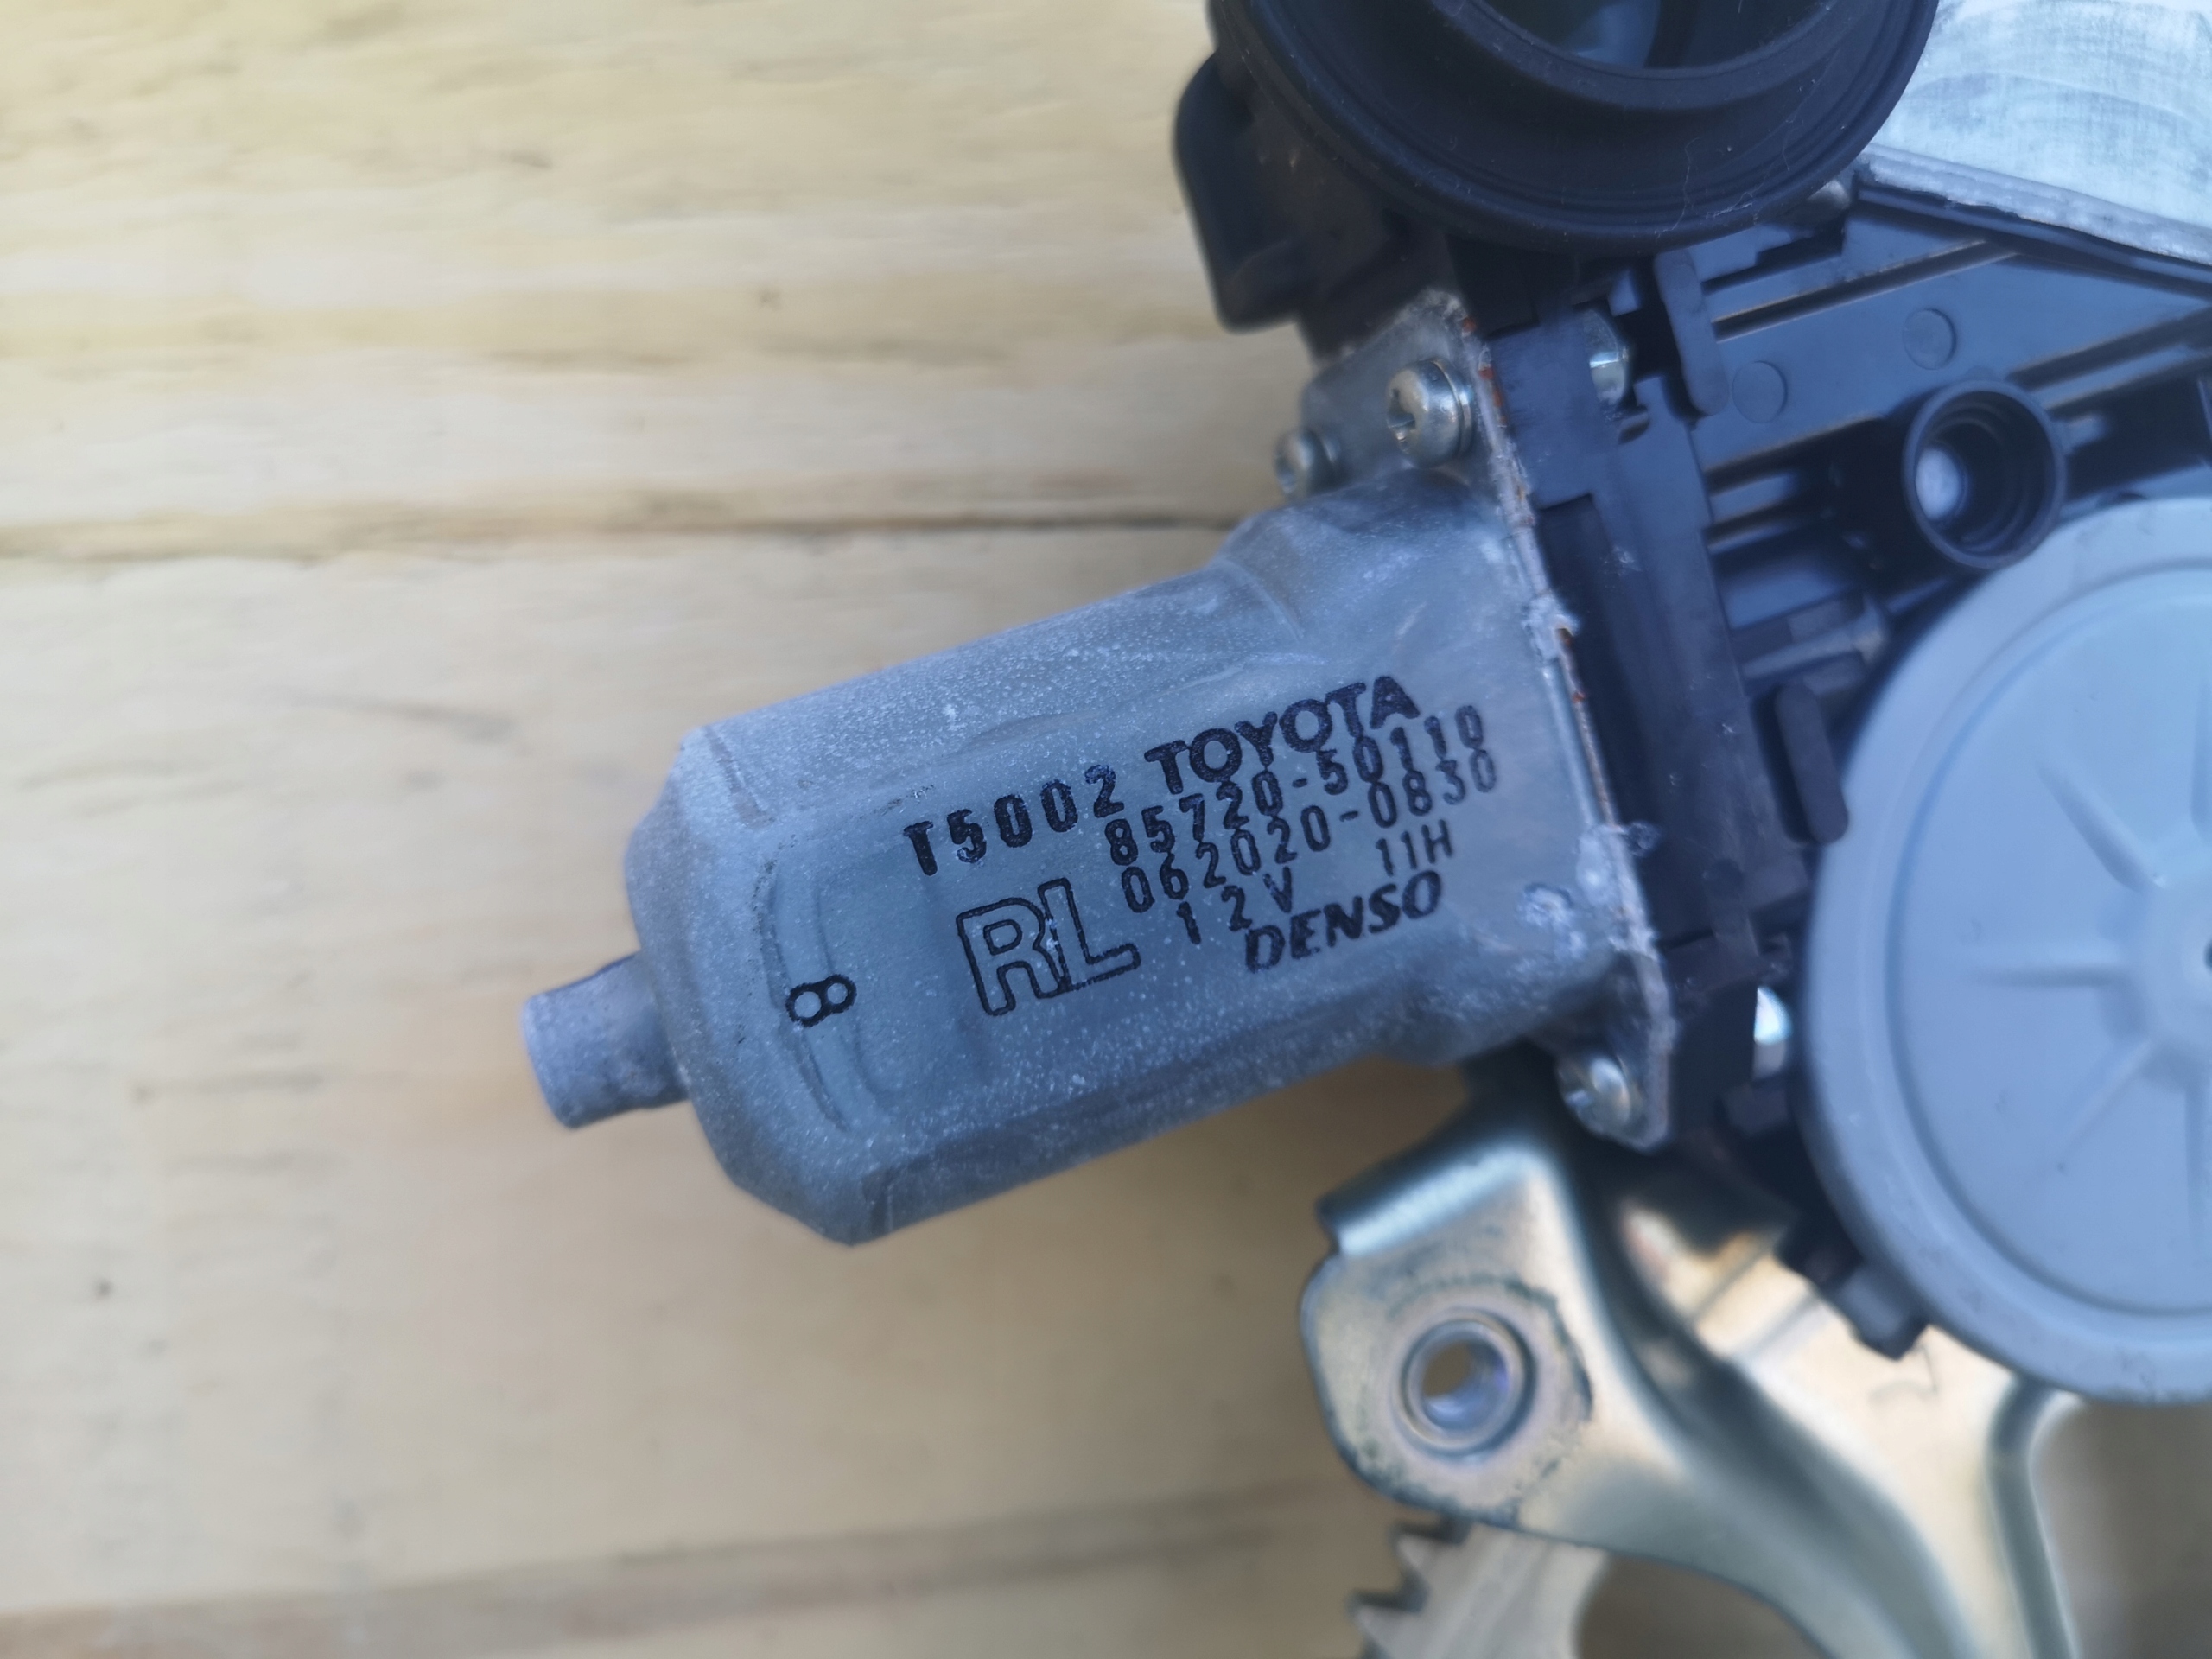 T5002 TOYOTA
85720-50110
062020-0830
12V 11H
RL
DENSO
8